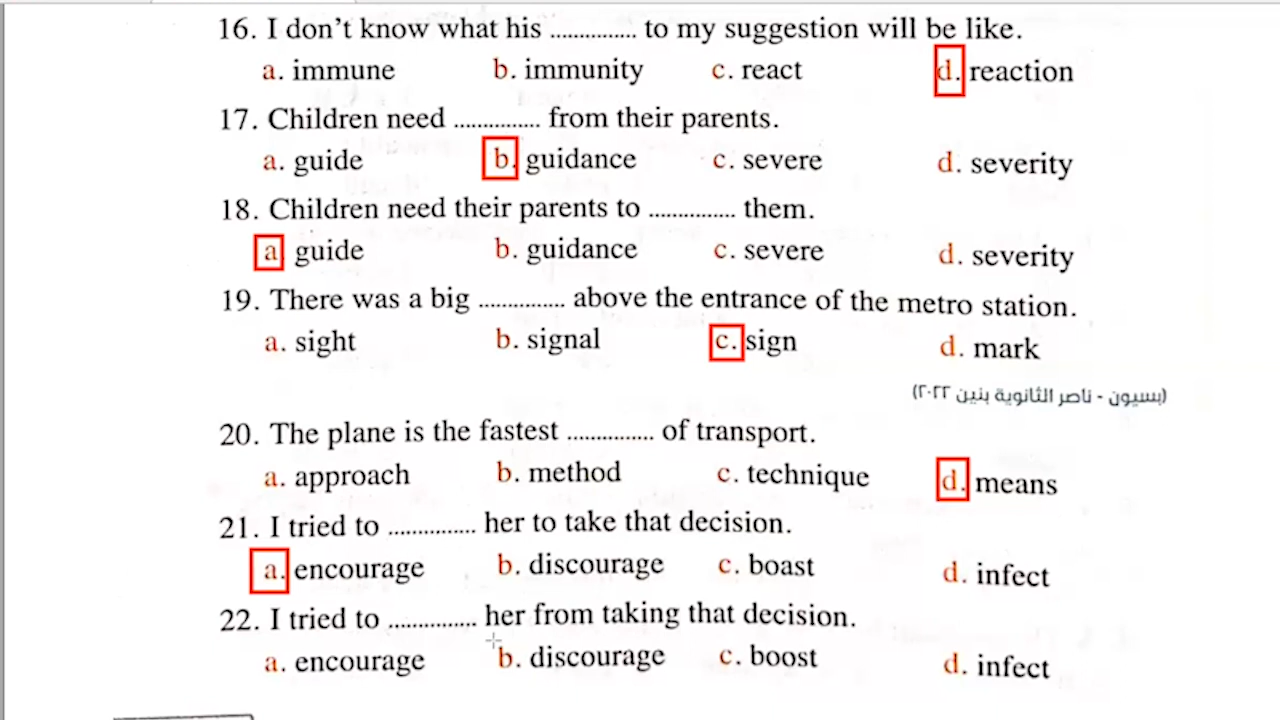 16. I don't know what his ............... to my suggestion will be like.
a. immune b. immunity c. react d. reaction
17. Children need ............... from their parents.
a. guide b. guidance c. severe d. severity
18. Children need their parents to ............... them.
a guide b. guidance c. severe d. severity
19. There was a big ............... above the entrance of the metro station.
a. sight b. signal c. sign d. mark
(بسيون - ناصر الثانوية بنين ٢٠٢٢)
20. The plane is the fastest ............... of transport.
a. approach b. method c. technique d. means
21. I tried to ............... her to take that decision.
a. encourage b. discourage c. boast d. infect
22. I tried to ............... her from taking that decision.
a. encourage b. discourage c. boost d. infect